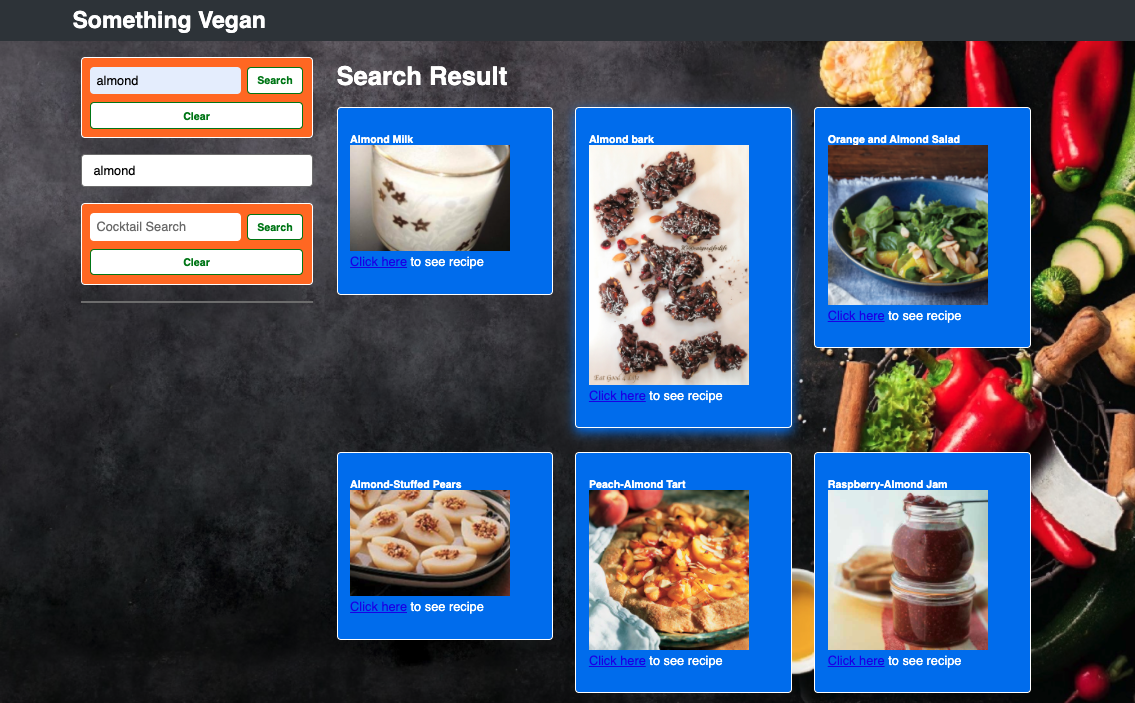 Something Vegan
almond
Search
Clear
almond
Cocktail Search
Search
Clear
Search Result
Almond Milk
Click here to see recipe
Almond bark
Eat Good 4 Life
Click here to see recipe
Orange and Almond Salad
Click here to see recipe
Almond-Stuffed Pears
Click here to see recipe
Peach-Almond Tart
Click here to see recipe
Raspberry-Almond Jam
Click here to see recipe